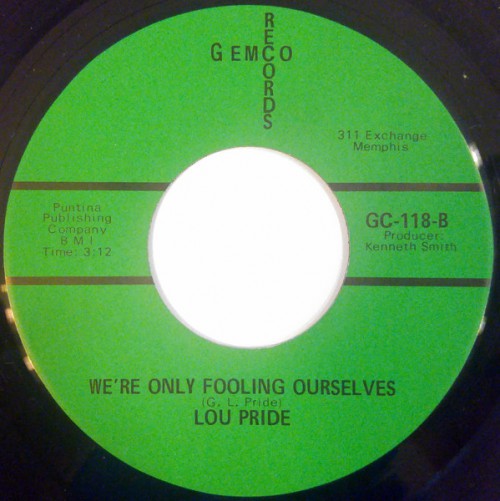 GEMCO
RECORDS
311 Exchange
Memphis
Puntina
Publishing
Company
B M I
Time: 3:12
GC-118-B
Producer:
Kenneth Smith
WE'RE ONLY FOOLING OURSELVES
(G. L. Pride)
LOU PRIDE